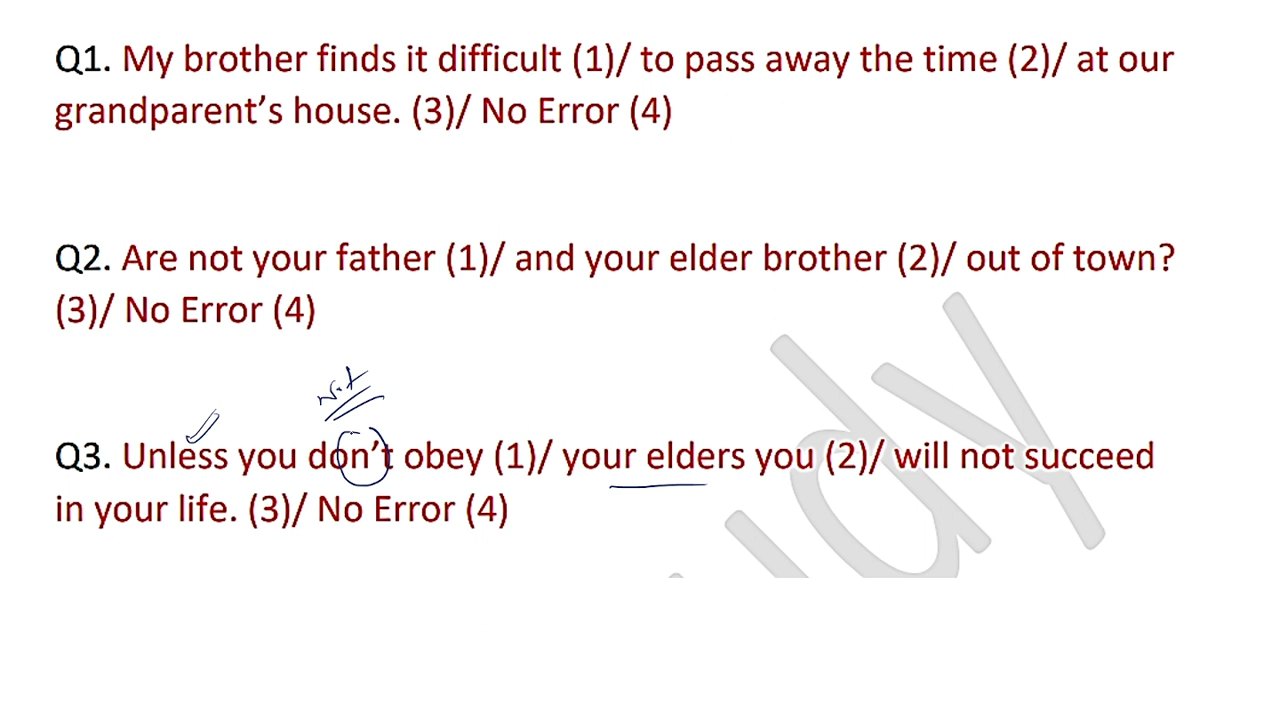 Q1. My brother finds it difficult (1)/ to pass away the time (2)/ at our
grandparent’s house. (3)/ No Error (4)
Q2. Are not your father (1)/ and your elder brother (2)/ out of town?
(3)/ No Error (4)
Not
Q3. Unless you don’t obey (1)/ your elders you (2)/ will not succeed
in your life. (3)/ No Error (4)